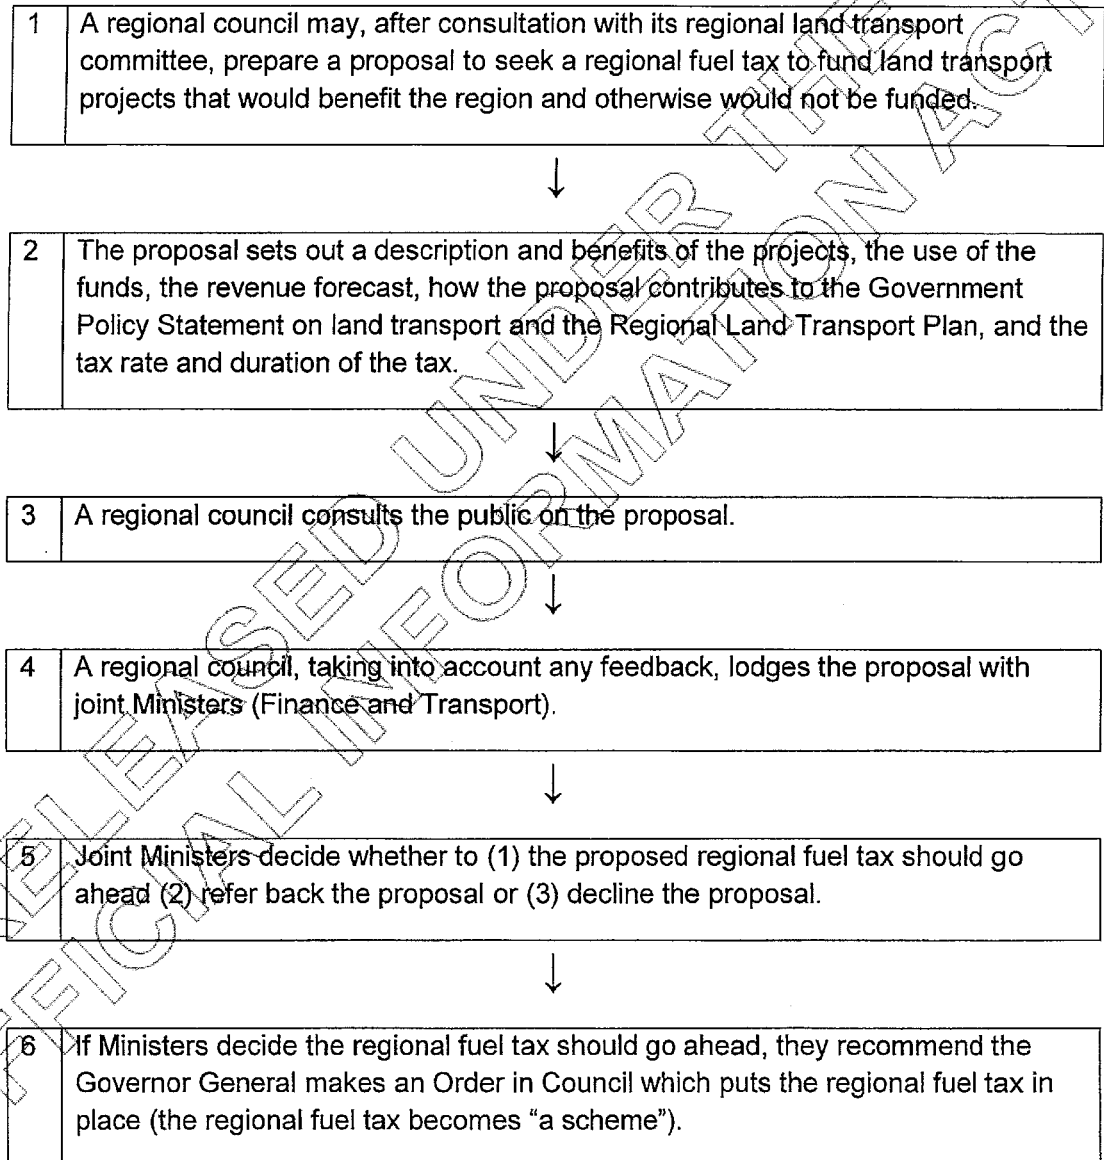 1 A regional council may, after consultation with its regional land transport
committee, prepare a proposal to seek a regional fuel tax to fund land transport
projects that would benefit the region and otherwise would not be funded.
↓
2 The proposal sets out a description and benefits of the projects, the use of the
funds, the revenue forecast, how the proposal contributes to the Government
Policy Statement on land transport and the Regional Land Transport Plan, and the
tax rate and duration of the tax.
↓
3 A regional council consults the public on the proposal.
↓
4 A regional council, taking into account any feedback, lodges the proposal with
joint Ministers (Finance and Transport).
↓
5 Joint Ministers decide whether to (1) the proposed regional fuel tax should go
ahead (2) refer back the proposal or (3) decline the proposal.
↓
6 If Ministers decide the regional fuel tax should go ahead, they recommend the
Governor General makes an Order in Council which puts the regional fuel tax in
place (the regional fuel tax becomes “a scheme”).
RELEASED UNDER THE
OFFICIAL INFORMATION ACT